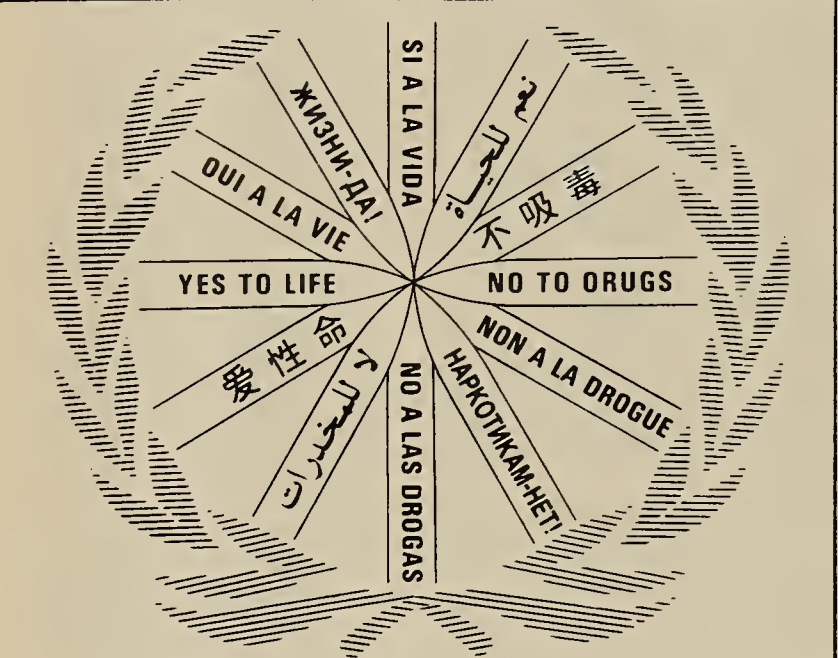 SI A LA VIDA
نعم للحيـاة
不吸毒
NO TO ORUGS
NON A LA DROGUE
НАРКОТИКАМ-НЕТ!
NO A LAS DROGAS
لا للمخدرات
爱性命
YES TO LIFE
OUI A LA VIE
ЖИЗНИ-ДА!